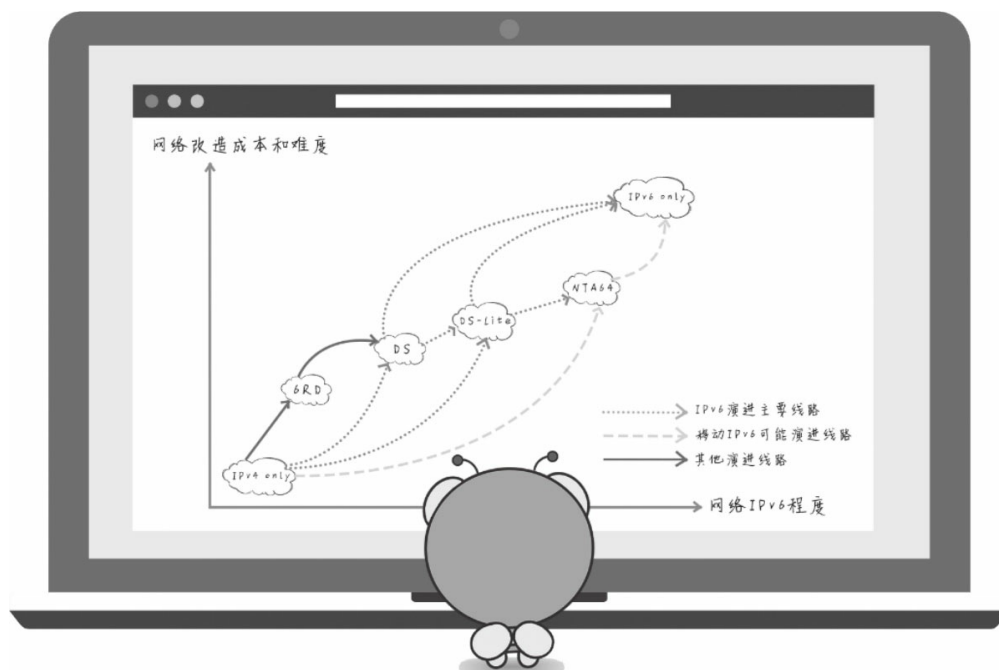 网络改造成本和难度
IPv6 only
NTA64
DS-Lite
DS
6RD
IPv4 only
IPv6演进主要线路
移动IPv6可能演进线路
其他演进线路
网络IPv6程度